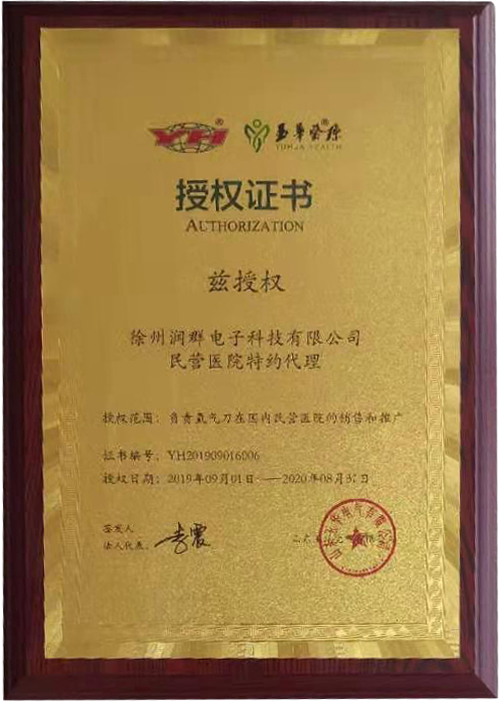 YH®
YUHJA HEALTH
授权证书
AUTHORIZATION
兹授权
徐州润群电子科技有限公司
民营医院特约代理
授权范围：负责氩气刀在国内民营医院的销售和推广
证书编号：YH201909016006
授权日期：2019年09月01日——2020年08月31日
签发人
法人代表：李震